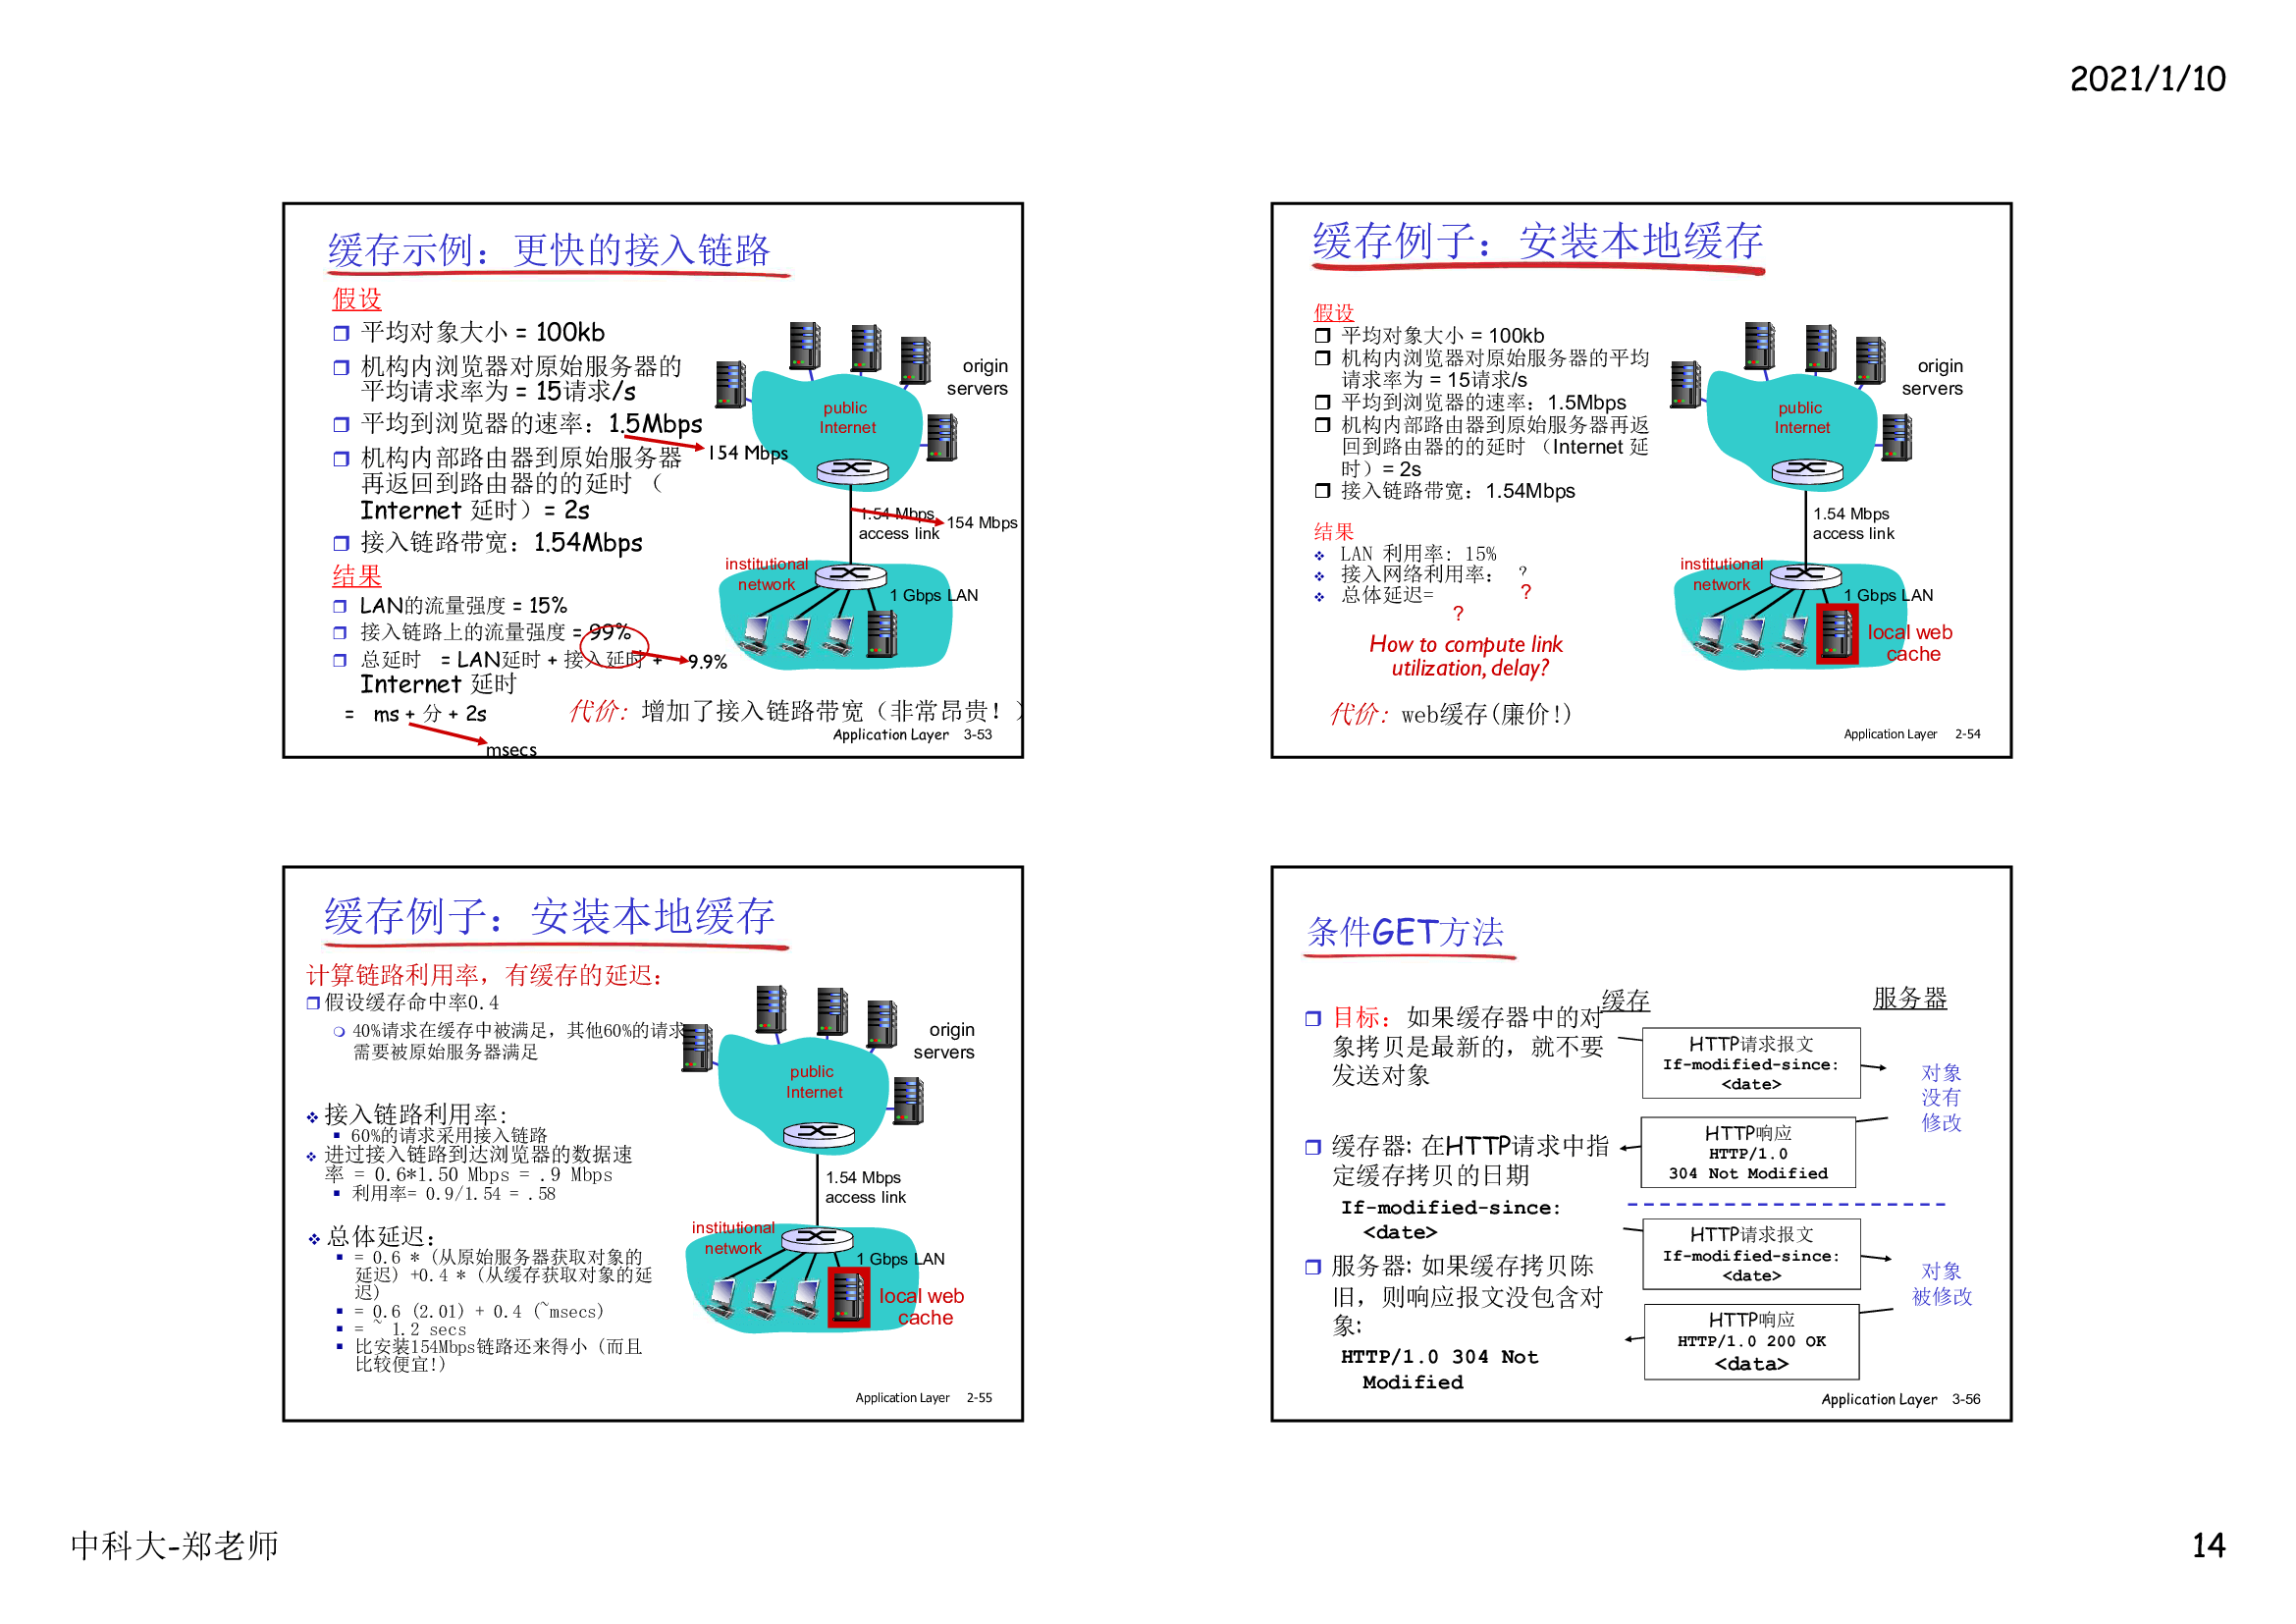 2021/1/10
缓存示例：更快的接入链路
假设
平均对象大小 = 100kb
机构内浏览器对原始服务器的
平均请求率为 = 15请求/s
平均到浏览器的速率：1.5Mbps
154 Mbps
机构内部路由器到原始服务器
再返回到路由器的的延时 （
Internet 延时）= 2s
接入链路带宽：1.54Mbps
结果
LAN的流量强度 = 15%
接入链路上的流量强度 = 99%
总延时 = LAN延时 + 接入延时 +
9.9%
Internet 延时
= ms + 分 + 2s
msecs
代价：增加了接入链路带宽（非常昂贵！）
origin
servers
public
Internet
1.54 Mbps
access link
154 Mbps
institutional
network
1 Gbps LAN
Application Layer 3-53
缓存例子：安装本地缓存
假设
平均对象大小 = 100kb
机构内浏览器对原始服务器的平均
请求率为 = 15请求/s
平均到浏览器的速率：1.5Mbps
机构内部路由器到原始服务器再返
回到路由器的的延时 （Internet 延
时）= 2s
接入链路带宽：1.54Mbps
结果
LAN 利用率：15%
接入网络利用率： ?
总体延迟= ?
?
How to compute link
utilization, delay?
代价：web缓存(廉价!)
origin
servers
public
Internet
1.54 Mbps
access link
institutional
network
1 Gbps LAN
local web
cache
Application Layer 2-54
缓存例子：安装本地缓存
计算链路利用率，有缓存的延迟：
假设缓存命中率0.4
40%请求在缓存中被满足，其他60%的请求
需要被原始服务器满足
接入链路利用率:
60%的请求采用接入链路
进过接入链路到达浏览器的数据速
率 = 0.6*1.50 Mbps = .9 Mbps
利用率= 0.9/1.54 = .58
总体延迟：
= 0.6 * (从原始服务器获取对象的
延迟) +0.4 * (从缓存获取对象的延
迟)
= 0.6 (2.01) + 0.4 (~msecs)
= ~ 1.2 secs
比安装154Mbps链路还来得小 (而且
比较便宜!)
origin
servers
public
Internet
1.54 Mbps
access link
institutional
network
1 Gbps LAN
local web
cache
Application Layer 2-55
条件GET方法
目标：如果缓存器中的对
象拷贝是最新的，就不要
发送对象
缓存器: 在HTTP请求中指
定缓存拷贝的日期
If-modified-since:
<date>
服务器: 如果缓存拷贝陈
旧，则响应报文没包含对
象:
HTTP/1.0 304 Not
Modified
缓存
服务器
HTTP请求报文
If-modified-since:
<date>
对象
没有
修改
HTTP响应
HTTP/1.0
304 Not Modified
HTTP请求报文
If-modified-since:
<date>
对象
被修改
HTTP响应
HTTP/1.0 200 OK
<data>
Application Layer 3-56
中科大-郑老师
14